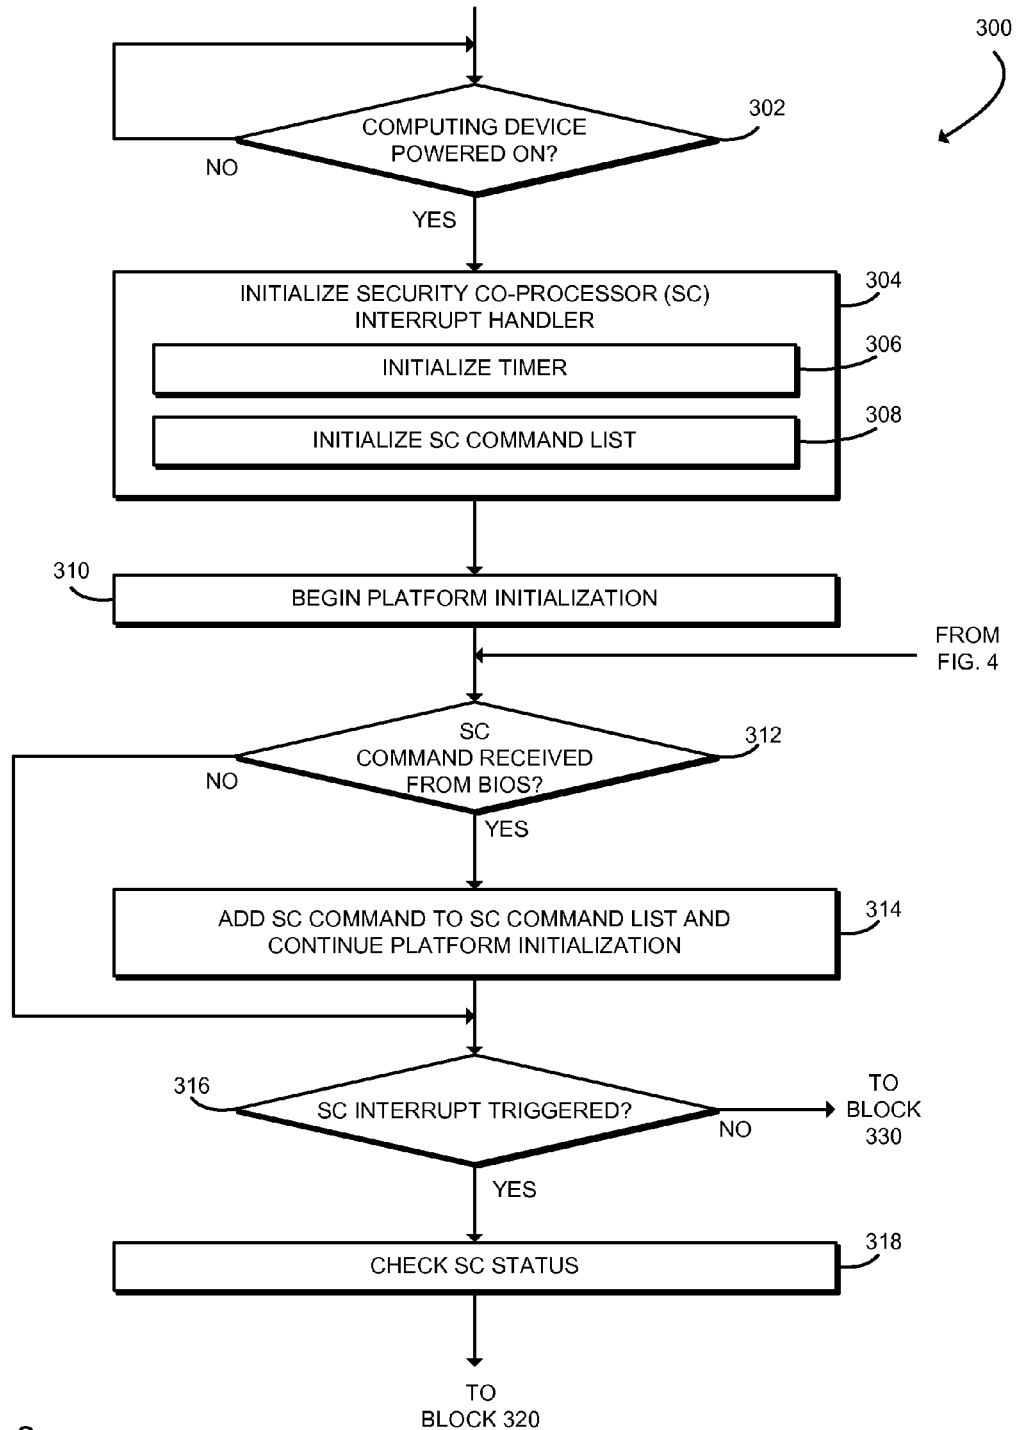 300
COMPUTING DEVICE
POWERED ON?
302
NO
YES
INITIALIZE SECURITY CO-PROCESSOR (SC)
INTERRUPT HANDLER
304
INITIALIZE TIMER
306
INITIALIZE SC COMMAND LIST
308
310
BEGIN PLATFORM INITIALIZATION
FROM
FIG. 4
SC
COMMAND RECEIVED
FROM BIOS?
312
NO
YES
ADD SC COMMAND TO SC COMMAND LIST AND
CONTINUE PLATFORM INITIALIZATION
314
316
SC INTERRUPT TRIGGERED?
NO
TO
BLOCK
330
YES
CHECK SC STATUS
318
TO
BLOCK 320